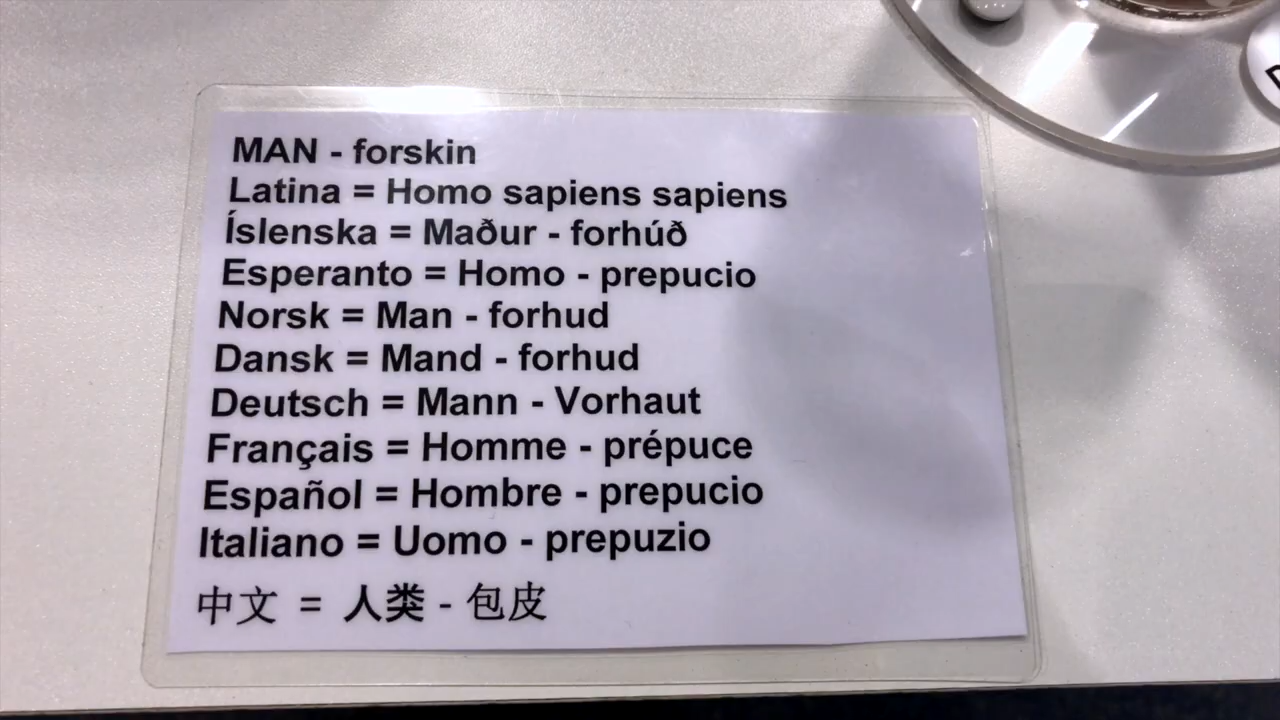 MAN - forskin
Latina = Homo sapiens sapiens
Íslenska = Maður - forhúð
Esperanto = Homo - prepucio
Norsk = Man - forhud
Dansk = Mand - forhud
Deutsch = Mann - Vorhaut
Français = Homme - prépuce
Español = Hombre - prepucio
Italiano = Uomo - prepuzio
中文 = 人类 - 包皮